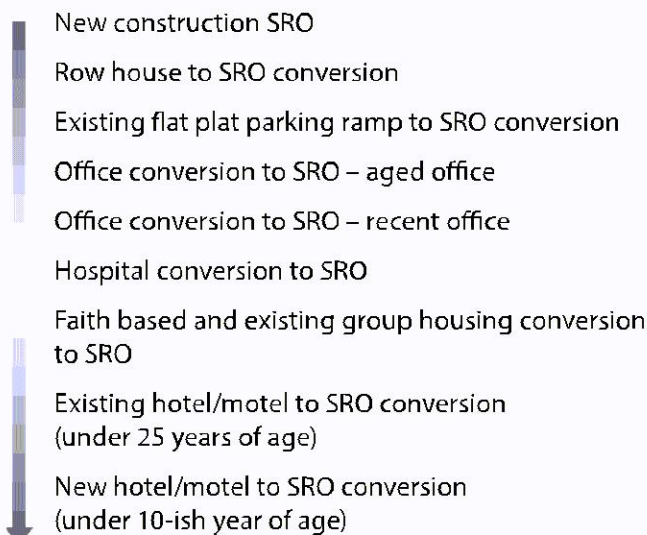 New construction SRO
Row house to SRO conversion
Existing flat plat parking ramp to SRO conversion
Office conversion to SRO – aged office
Office conversion to SRO – recent office
Hospital conversion to SRO
Faith based and existing group housing conversion
to SRO
Existing hotel/motel to SRO conversion
(under 25 years of age)
New hotel/motel to SRO conversion
(under 10-ish year of age)